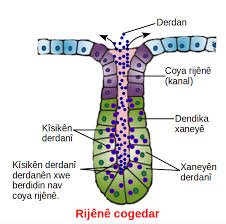 Derdan
Coya rijênê
(kanal)
Dendika
xaneyê
Kîsikên
derdanî
Kîsikên derdanî
derdanên xwe
berdidin nav
coya rijênê.
Xaneyên
derdanî
Rijênê cogedar